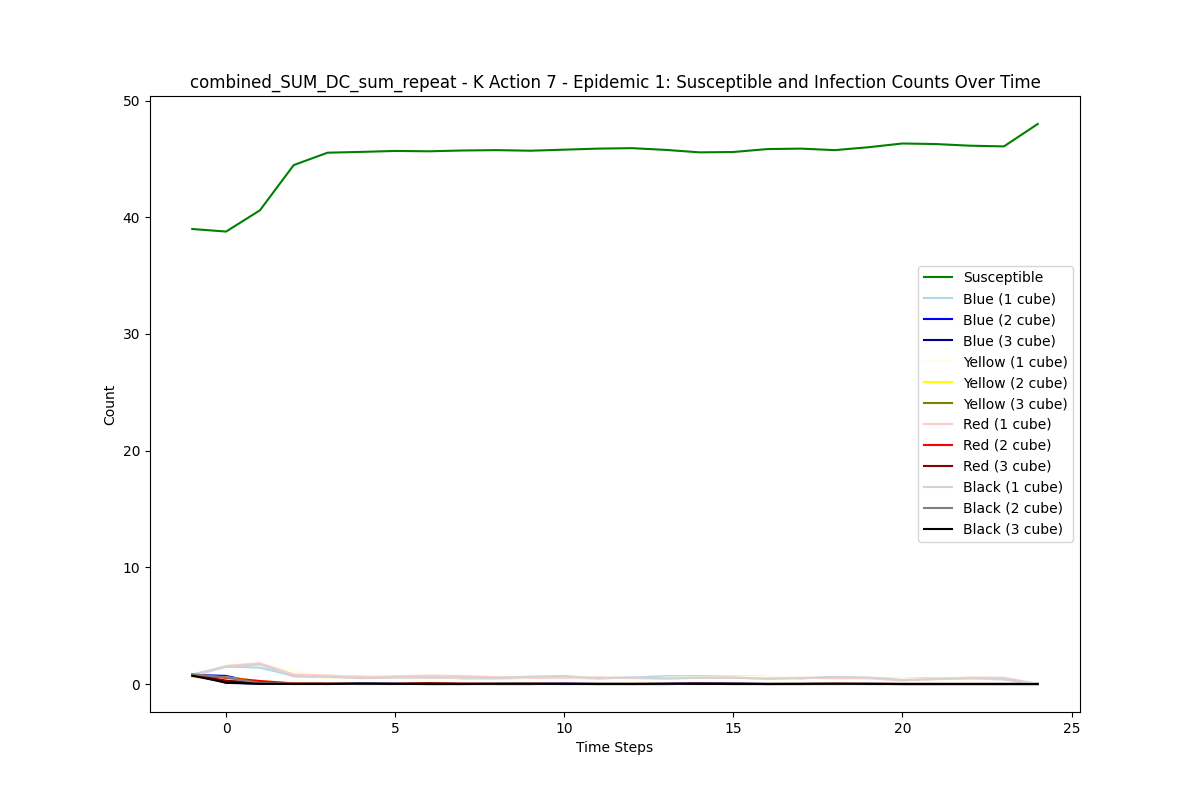 combined_SUM_DC_sum_repeat - K Action 7 - Epidemic 1: Susceptible and Infection Counts Over Time
50
40
30
20
10
0
Count
Susceptible
Blue (1 cube)
Blue (2 cube)
Blue (3 cube)
Yellow (1 cube)
Yellow (2 cube)
Yellow (3 cube)
Red (1 cube)
Red (2 cube)
Red (3 cube)
Black (1 cube)
Black (2 cube)
Black (3 cube)
0 5 10 15 20 25
Time Steps